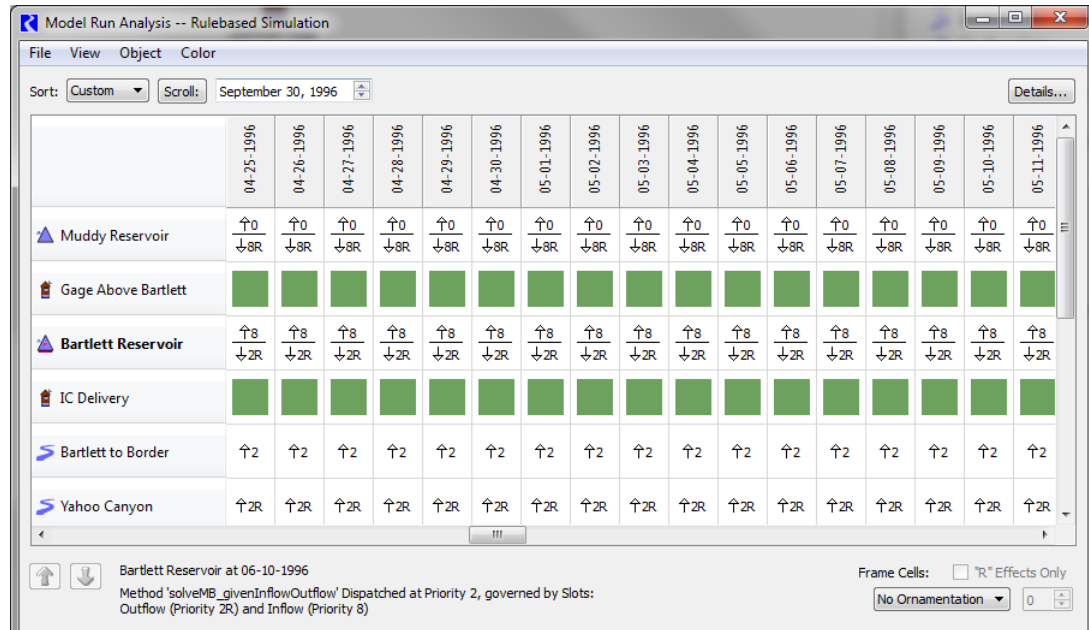 Model Run Analysis -- Rulebased Simulation
File View Object Color
Sort: Custom Scroll: September 30, 1996 Details...
04-25-1996 04-26-1996 04-27-1996 04-28-1996 04-29-1996 04-30-1996 05-01-1996 05-02-1996 05-03-1996 05-04-1996 05-05-1996 05-06-1996 05-07-1996 05-08-1996 05-09-1996 05-10-1996 05-11-1996
Muddy Reservoir ↑0 ↑0 ↑0 ↑0 ↑0 ↑0 ↑0 ↑0 ↑0 ↑0 ↑0 ↑0 ↑0 ↑0 ↑0 ↑0 ↑0
↓8R ↓8R ↓8R ↓8R ↓8R ↓8R ↓8R ↓8R ↓8R ↓8R ↓8R ↓8R ↓8R ↓8R ↓8R ↓8R ↓8R
Gage Above Bartlett
Bartlett Reservoir ↑8 ↑8 ↑8 ↑8 ↑8 ↑8 ↑8 ↑8 ↑8 ↑8 ↑8 ↑8 ↑8 ↑8 ↑8 ↑8 ↑8
↓2R ↓2R ↓2R ↓2R ↓2R ↓2R ↓2R ↓2R ↓2R ↓2R ↓2R ↓2R ↓2R ↓2R ↓2R ↓2R ↓2R
IC Delivery
Bartlett to Border ↑2 ↑2 ↑2 ↑2 ↑2 ↑2 ↑2 ↑2 ↑2 ↑2 ↑2 ↑2 ↑2 ↑2 ↑2 ↑2 ↑2
Yahoo Canyon ↑2R ↑2R ↑2R ↑2R ↑2R ↑2R ↑2R ↑2R ↑2R ↑2R ↑2R ↑2R ↑2R ↑2R ↑2R ↑2R ↑2R
Bartlett Reservoir at 06-10-1996
Method 'solveMB_givenInflowOutflow' Dispatched at Priority 2, governed by Slots:
Outflow (Priority 2R) and Inflow (Priority 8)
Frame Cells: "R" Effects Only
No Ornamentation 0